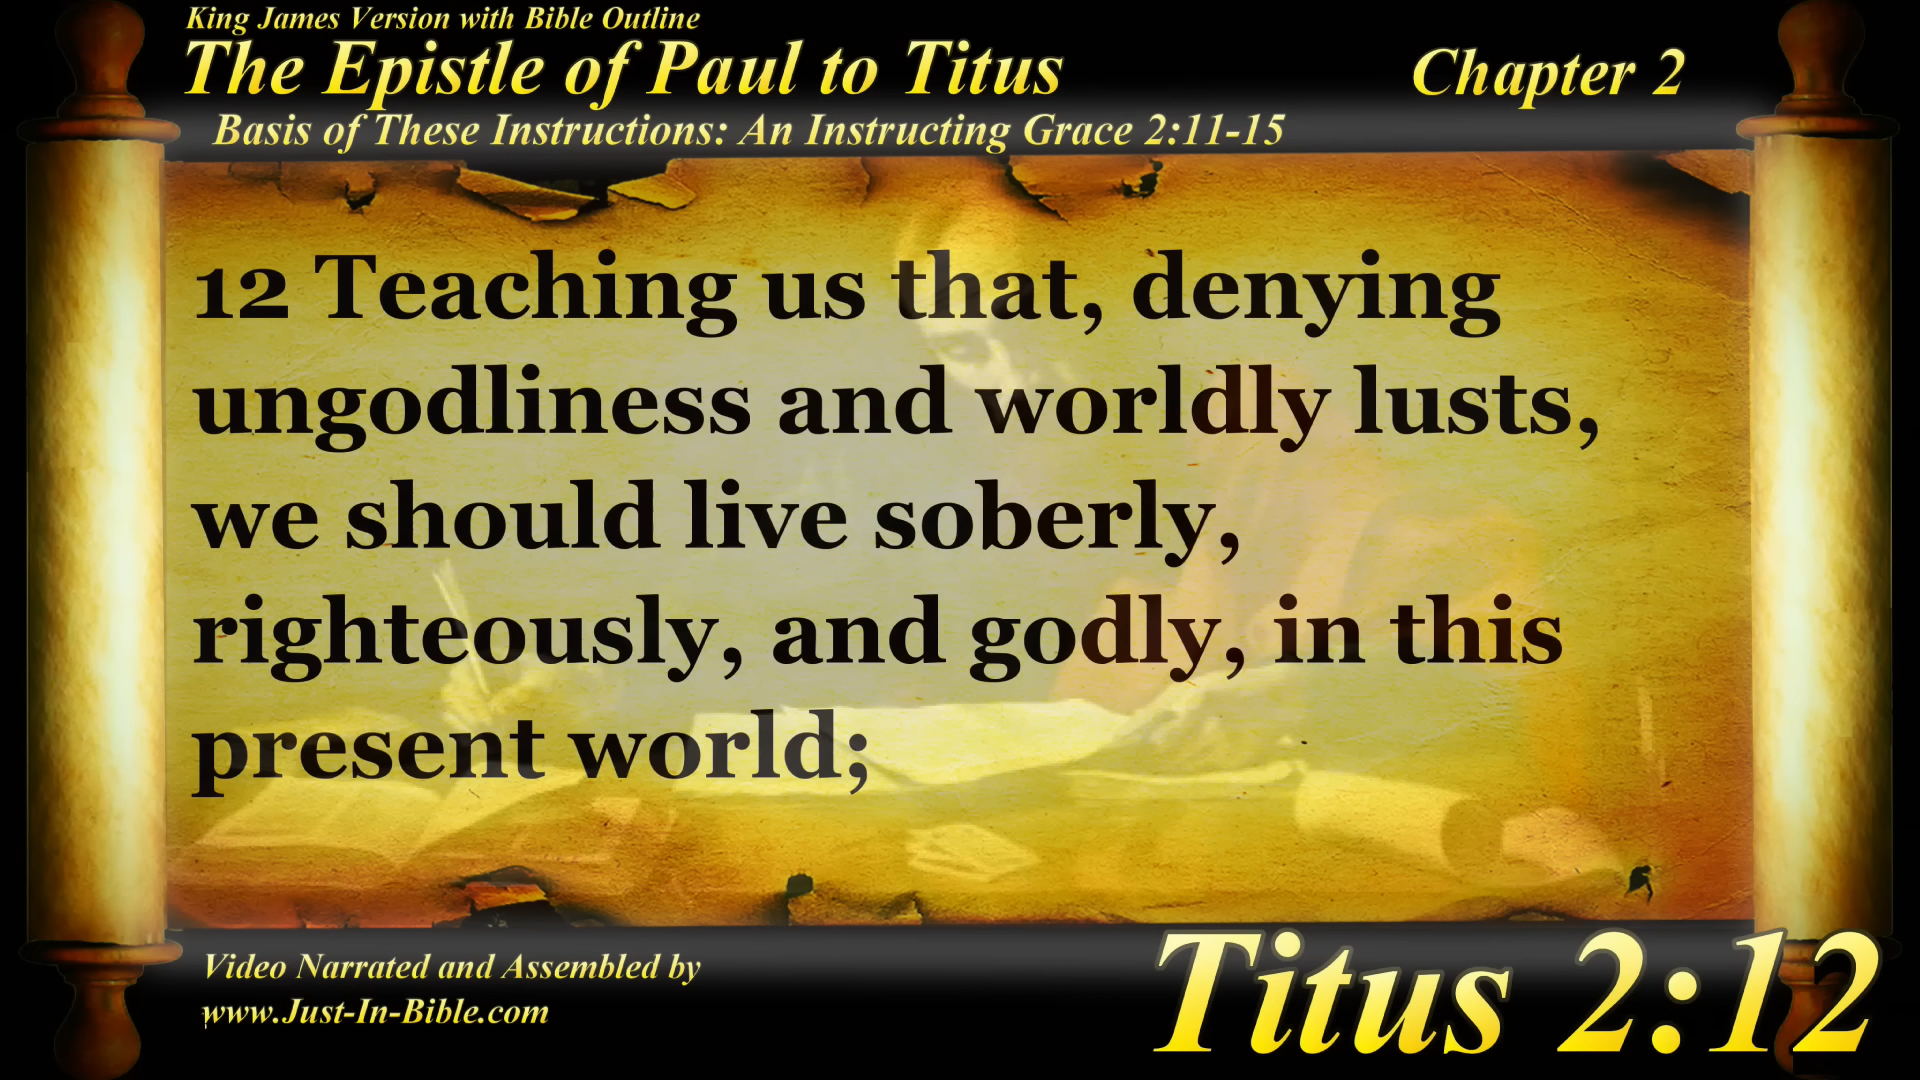 King James Version with Bible Outline
The Epistle of Paul to Titus
Chapter 2
Basis of These Instructions: An Instructing Grace 2:11-15
12 Teaching us that, denying
ungodliness and worldly lusts,
we should live soberly,
righteously, and godly, in this
present world;
Video Narrated and Assembled by
www.Just-In-Bible.com
Titus 2:12